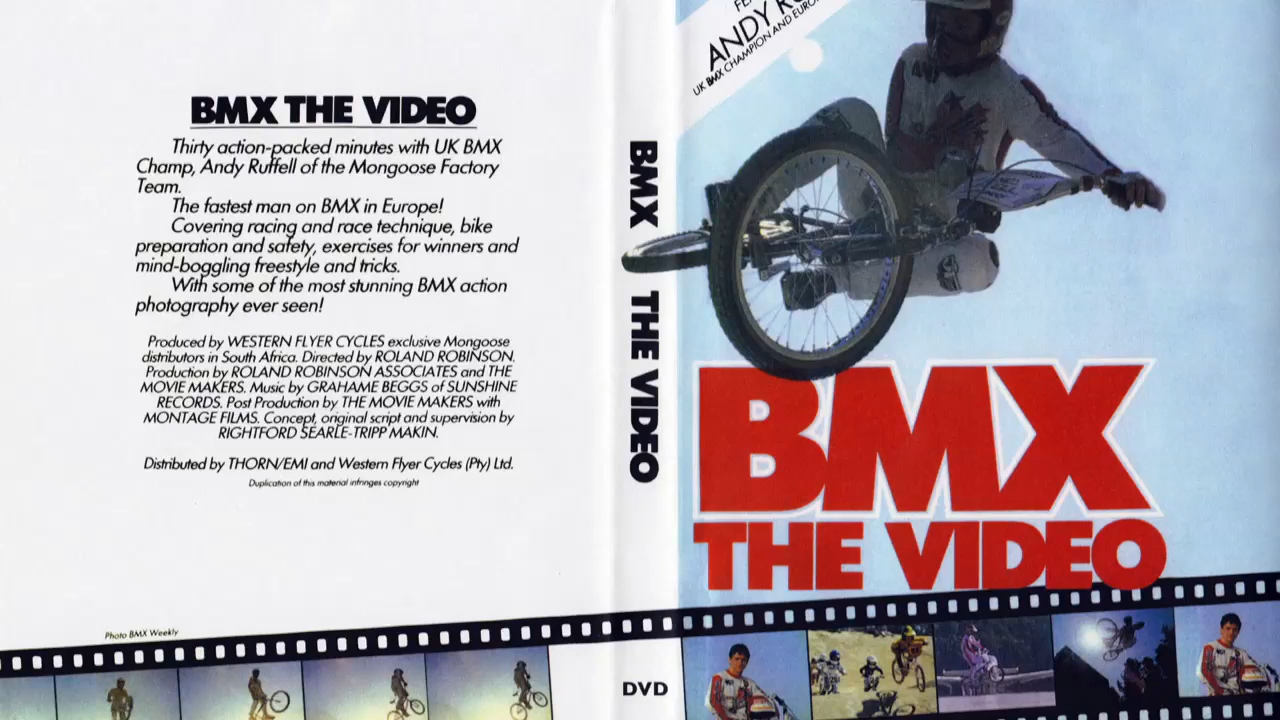 BMX THE VIDEO
Thirty action-packed minutes with UK BMX
Champ, Andy Ruffell of the Mongoose Factory
Team.
The fastest man on BMX in Europe!
Covering racing and race technique, bike
preparation and safety, exercises for winners and
mind-boggling freestyle and tricks.
With some of the most stunning BMX action
photography ever seen!
Produced by WESTERN FLYER CYCLES exclusive Mongoose
distributors in South Africa. Directed by ROLAND ROBINSON.
Production by ROLAND ROBINSON ASSOCIATES and THE
MOVIE MAKERS. Music by GRAHAME BEGGS of SUNSHINE
RECORDS. Post Production by THE MOVIE MAKERS with
MONTAGE FILMS. Concept, original script and supervision by
RIGHTFORD SEARLE-TRIPP MAKIN.
Distributed by THORN/EMI and Western Flyer Cycles (Pty) Ltd.
Duplication of this material infringes copyright
Photo BMX Weekly
BMX THE VIDEO
DVD
ANDY
UK BMX CHAMPION AND
BMX
THE VIDEO